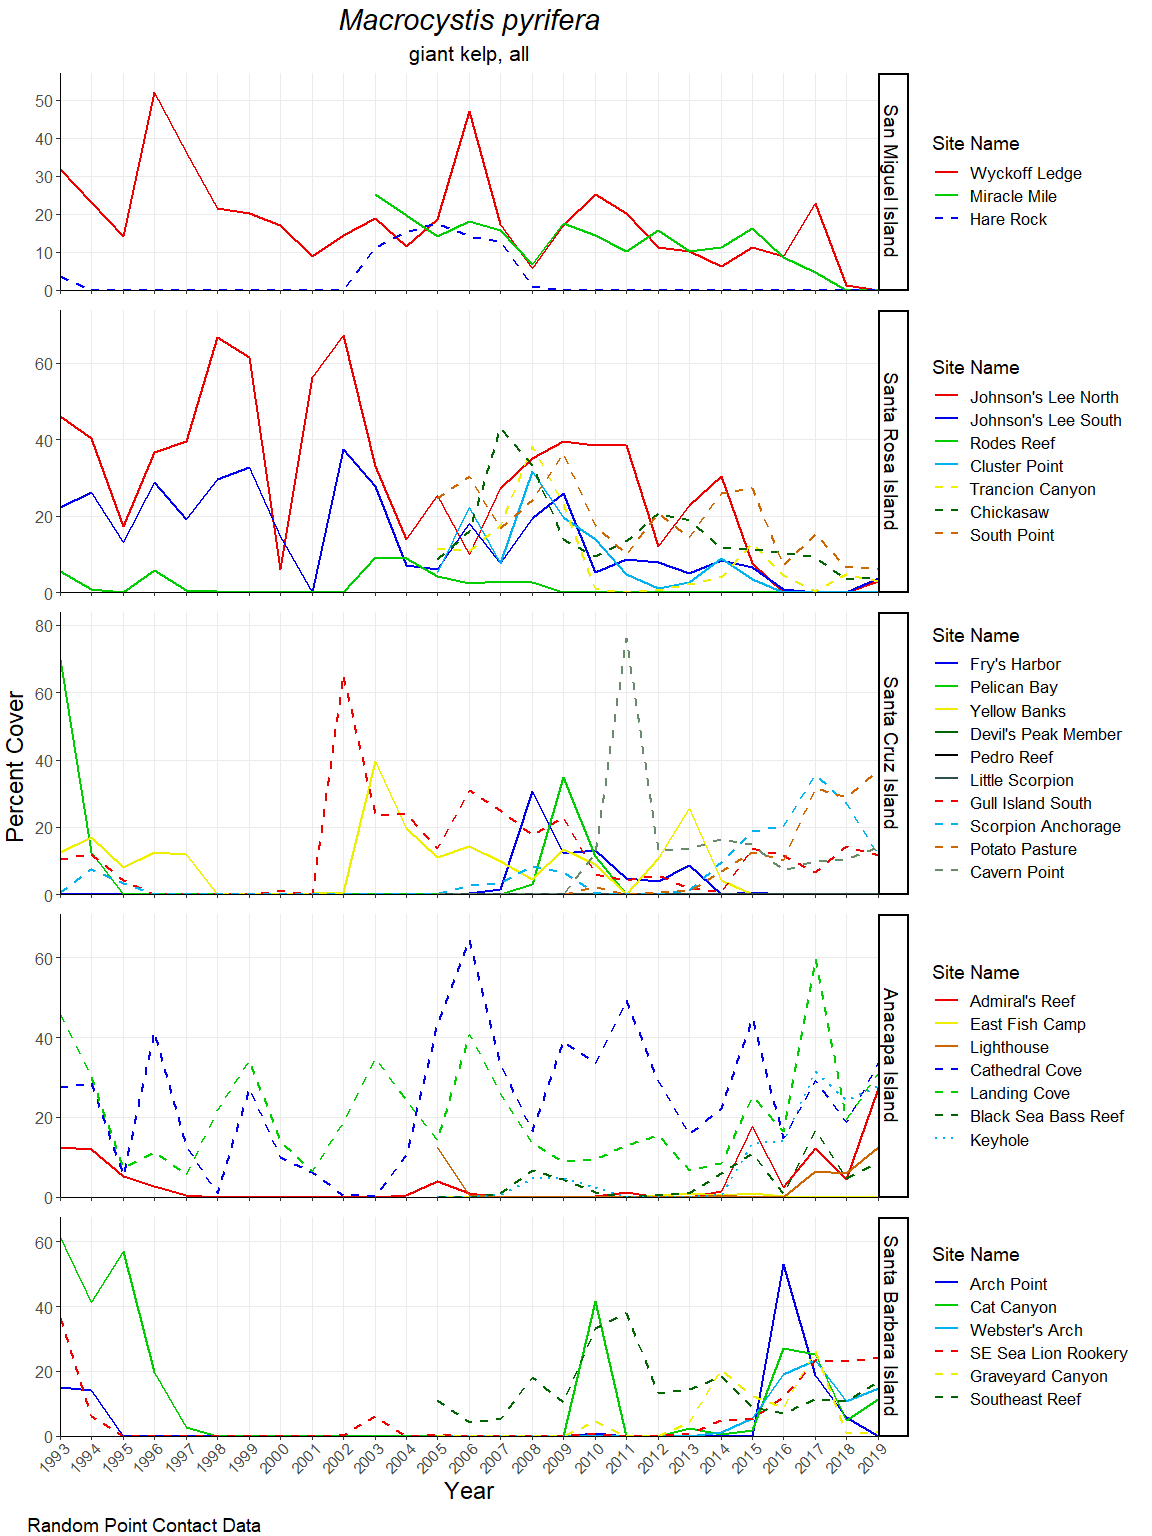 Macrocystis pyrifera
giant kelp, all
Percent Cover
50
40
30
20
10
0
San Miguel Island
Site Name
Wyckoff Ledge
Miracle Mile
Hare Rock
60
40
20
0
Santa Rosa Island
Site Name
Johnson's Lee North
Johnson's Lee South
Rodes Reef
Cluster Point
Trancion Canyon
Chickasaw
South Point
80
60
40
20
0
Santa Cruz Island
Site Name
Fry's Harbor
Pelican Bay
Yellow Banks
Devil's Peak Member
Pedro Reef
Little Scorpion
Gull Island South
Scorpion Anchorage
Potato Pasture
Cavern Point
60
40
20
0
Anacapa Island
Site Name
Admiral's Reef
East Fish Camp
Lighthouse
Cathedral Cove
Landing Cove
Black Sea Bass Reef
Keyhole
60
40
20
0
Santa Barbara Island
Site Name
Arch Point
Cat Canyon
Webster's Arch
SE Sea Lion Rookery
Graveyard Canyon
Southeast Reef
1993 1994 1995 1996 1997 1998 1999 2000 2001 2002 2003 2004 2005 2006 2007 2008 2009 2010 2011 2012 2013 2014 2015 2016 2017 2018 2019
Year
Random Point Contact Data